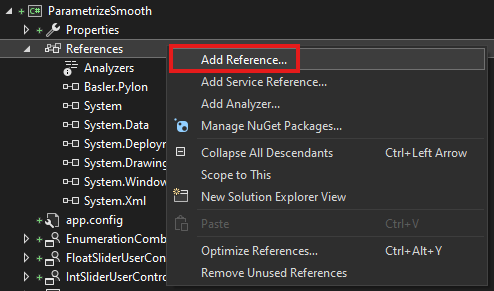 ParametrizeSmooth
Properties
References
Analyzers
Basler.Pylon
System
System.Data
System.Deployn
System.Drawing
System.Window
System.Xml
app.config
EnumerationComb
FloatSliderUserCon
IntSliderUserContro
Add Reference...
Add Service Reference...
Add Analyzer...
Manage NuGet Packages...
Collapse All Descendants Ctrl+Left Arrow
Scope to This
New Solution Explorer View
Paste Ctrl+V
Optimize References... Ctrl+Alt+Y
Remove Unused References